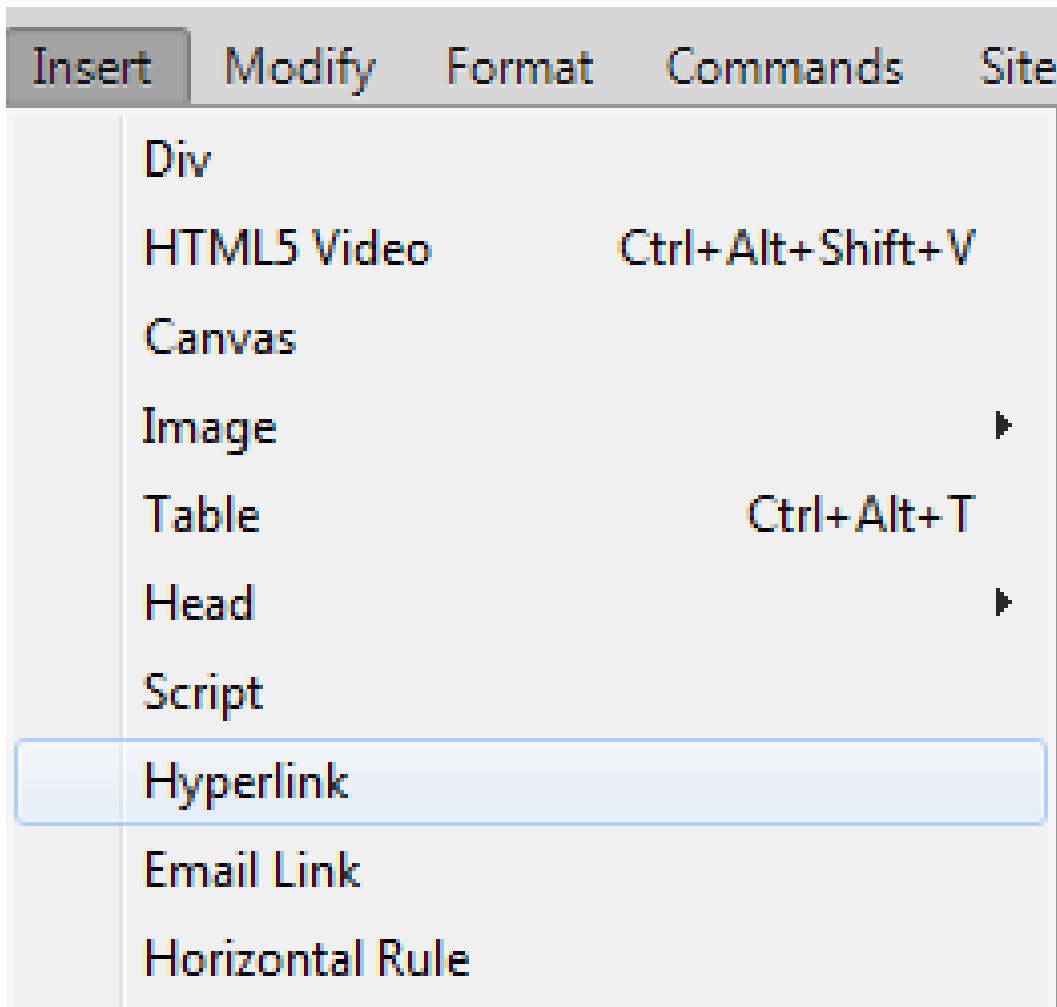 Insert Modify Format Commands Site
Div
HTML5 Video Ctrl+Alt+Shift+V
Canvas
Image
Table Ctrl+Alt+T
Head
Script
Hyperlink
Email Link
Horizontal Rule